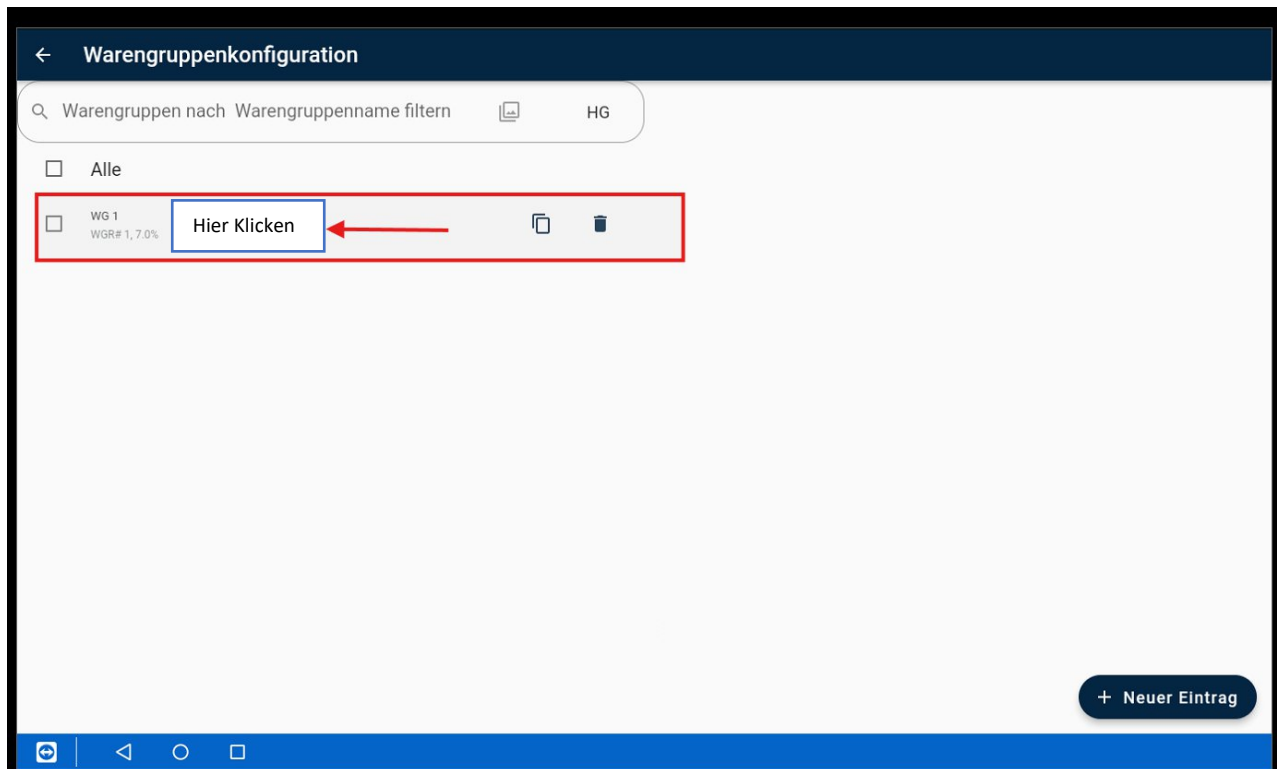 Warengruppenkonfiguration
Warengruppen nach Warengruppenname filtern
HG
Alle
WG 1
WGR# 1, 7.0%
Hier Klicken
+ Neuer Eintrag